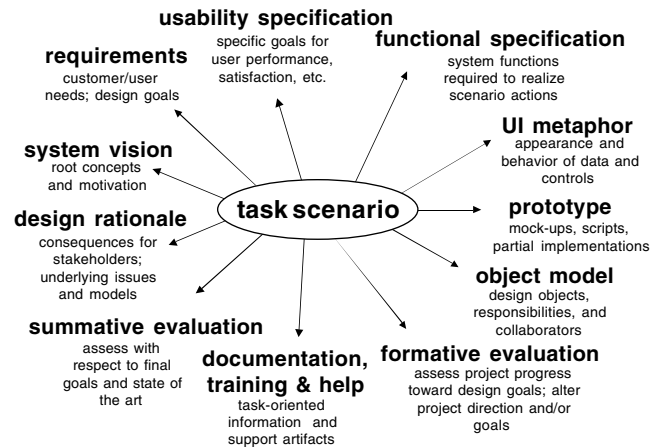 usability specification
specific goals for
user performance,
satisfaction, etc.
functional specification
system functions
required to realize
scenario actions
requirements
customer/user
needs; design goals
UI metaphor
appearance and
behavior of data and
controls
system vision
root concepts
and motivation
task scenario
prototype
mock-ups, scripts,
partial implementations
design rationale
consequences for
stakeholders;
underlying issues
and models
object model
design objects,
responsibilities, and
collaborators
summative evaluation
assess with
respect to final
goals and state of
the art
documentation,
training & help
task-oriented
information and
support artifacts
formative evaluation
assess project progress
toward design goals; alter
project direction and/or
goals